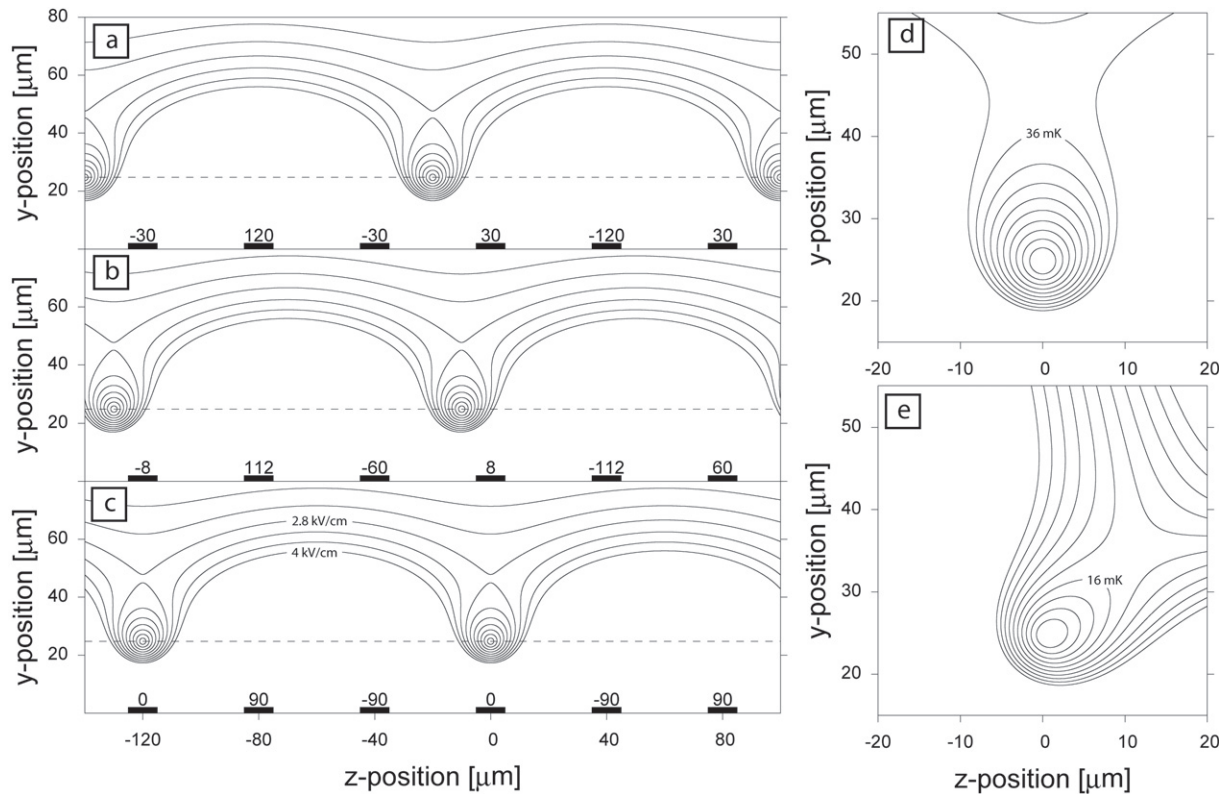 a
y-position [μm]
80
60
40
20
-30 120 -30 30 -120 30
b
y-position [μm]
60
40
20
-8 112 -60 8 -112 60
c
2.8 kV/cm
4 kV/cm
y-position [μm]
60
40
20
0 90 -90 0 -90 90
-120 -80 -40 0 40 80
z-position [μm]
d
36 mK
y-position [μm]
50
40
30
20
-20 -10 0 10 20
e
16 mK
y-position [μm]
50
40
30
20
-20 -10 0 10 20
z-position [μm]